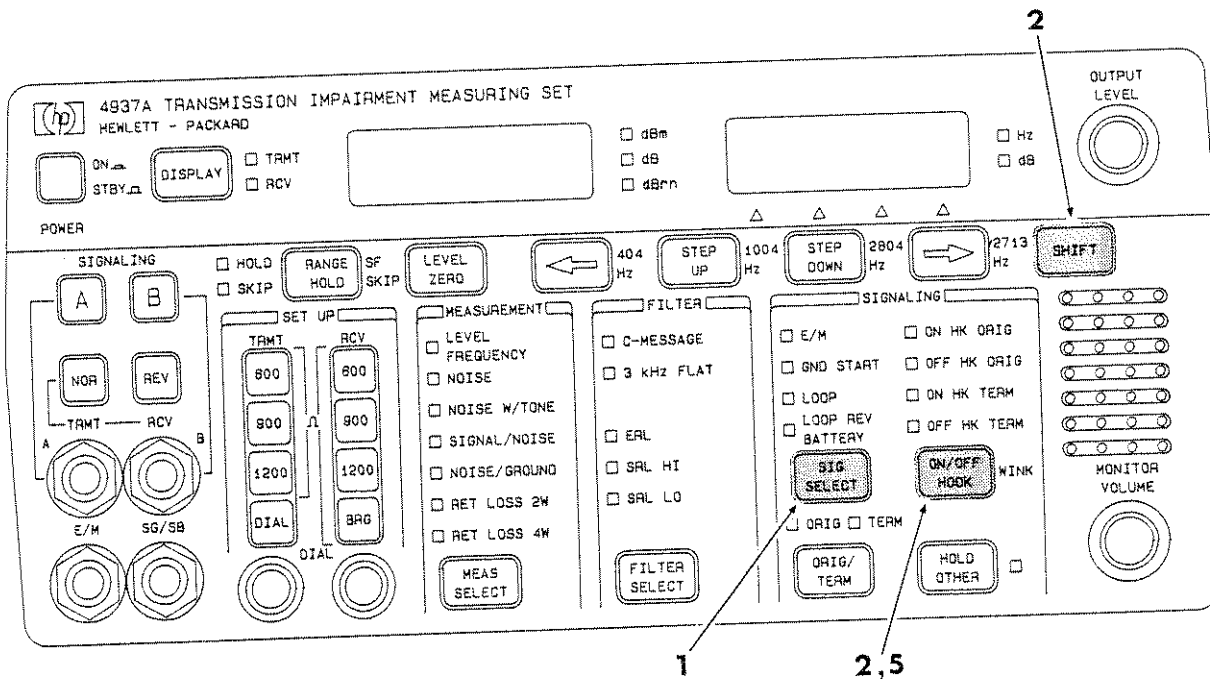 2
OUTPUT
LEVEL
hp
4937A TRANSMISSION IMPAIRMENT MEASURING SET
HEWLETT - PACKARD
ON
STBY
DISPLAY
TRMT
RCV
dBm
dB
dBrn
Hz
dB
POWER
SIGNALING
A
B
NOR
REV
TRMT
RCV
A
B
E/M
SG/SB
HOLD
SKIP
RANGE
HOLD
SF
SKIP
LEVEL
ZERO
404
Hz
STEP
UP
1004
Hz
STEP
DOWN
2804
Hz
2713
Hz
SHIFT
SET UP
TRMT
RCV
600
900
1200
DIAL
Ω
600
900
1200
BRG
DIAL
MEASUREMENT
LEVEL
FREQUENCY
NOISE
NOISE W/TONE
SIGNAL/NOISE
NOISE/GROUND
RET LOSS 2W
RET LOSS 4W
MEAS
SELECT
FILTER
C-MESSAGE
3 kHz FLAT
ERL
SRL HI
SRL LO
FILTER
SELECT
SIGNALING
E/M
GND START
LOOP
LOOP REV
BATTERY
ON HK ORIG
OFF HK ORIG
ON HK TERM
OFF HK TERM
SIG
SELECT
ON/OFF
HOOK
WINK
ORIG
TERM
ORIG/
TERM
HOLD
OTHER
MONITOR
VOLUME
1
2,5